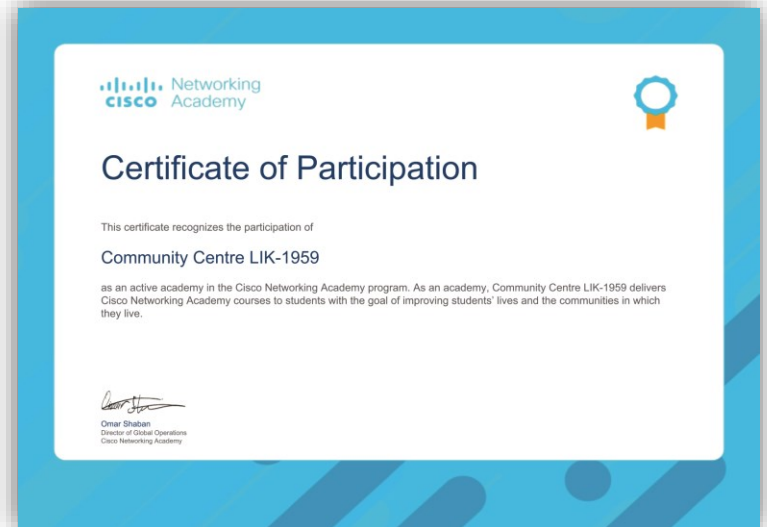 Networking
CISCO Academy
Certificate of Participation
This certificate recognizes the participation of
Community Centre LIK-1959
as an active academy in the Cisco Networking Academy program. As an academy, Community Centre LIK-1959 delivers
Cisco Networking Academy courses to students with the goal of improving students' lives and the communities in which
they live.
Omar Shaban
Director of Global Operations
Cisco Networking Academy